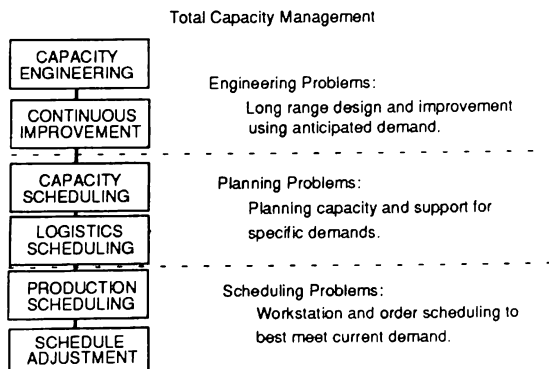 Total Capacity Management
CAPACITY
ENGINEERING
CONTINUOUS
IMPROVEMENT
Engineering Problems:
Long range design and improvement
using anticipated demand.
CAPACITY
SCHEDULING
LOGISTICS
SCHEDULING
Planning Problems:
Planning capacity and support for
specific demands.
PRODUCTION
SCHEDULING
SCHEDULE
ADJUSTMENT
Scheduling Problems:
Workstation and order scheduling to
best meet current demand.